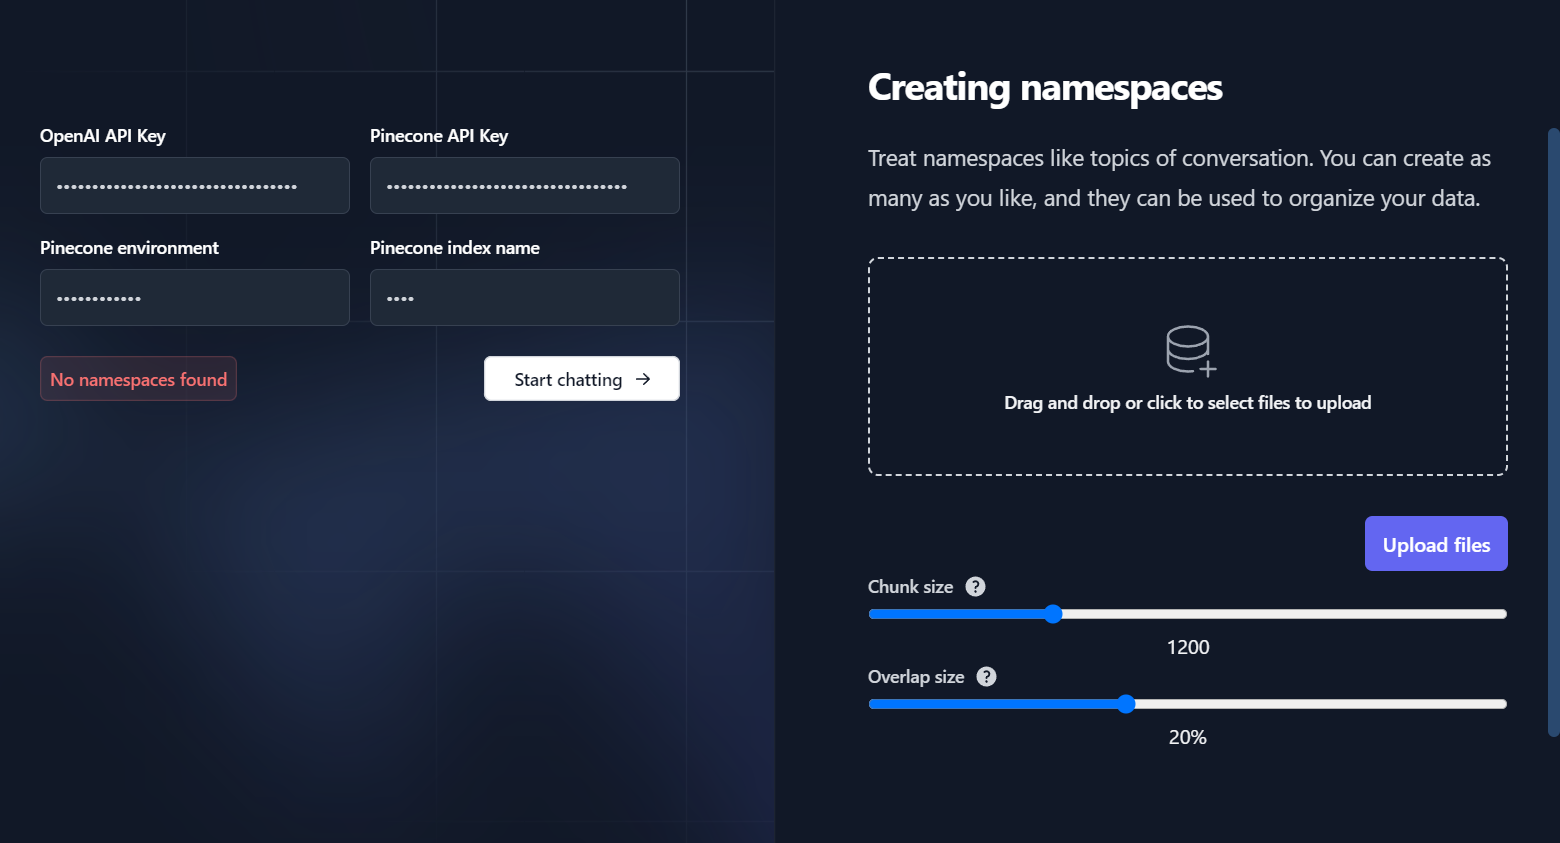 OpenAI API Key
Pinecone API Key
••••••••••••••••••••••••••••••••••
••••••••••••••••••••••••••••••••••
Pinecone environment
Pinecone index name
••••••••••••
••••
No namespaces found
Start chatting →
Creating namespaces
Treat namespaces like topics of conversation. You can create as
many as you like, and they can be used to organize your data.
Drag and drop or click to select files to upload
Upload files
Chunk size ?
1200
Overlap size ?
20%